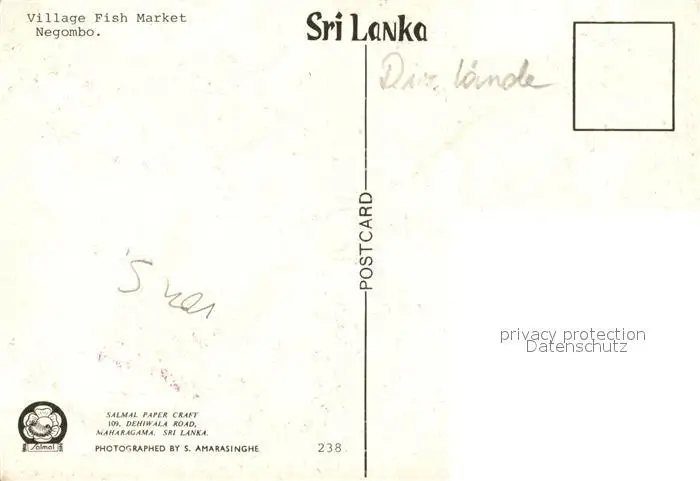 Village Fish Market
Negombo.
Sri Lanka
Div. Lände
POSTCARD
privacy protection
Datenschutz
SALMAL PAPER CRAFT
109, DEHIWALA ROAD,
MAHARAGAMA, SRI LANKA.
Salmal
PHOTOGRAPHED BY S. AMARASINGHE
238